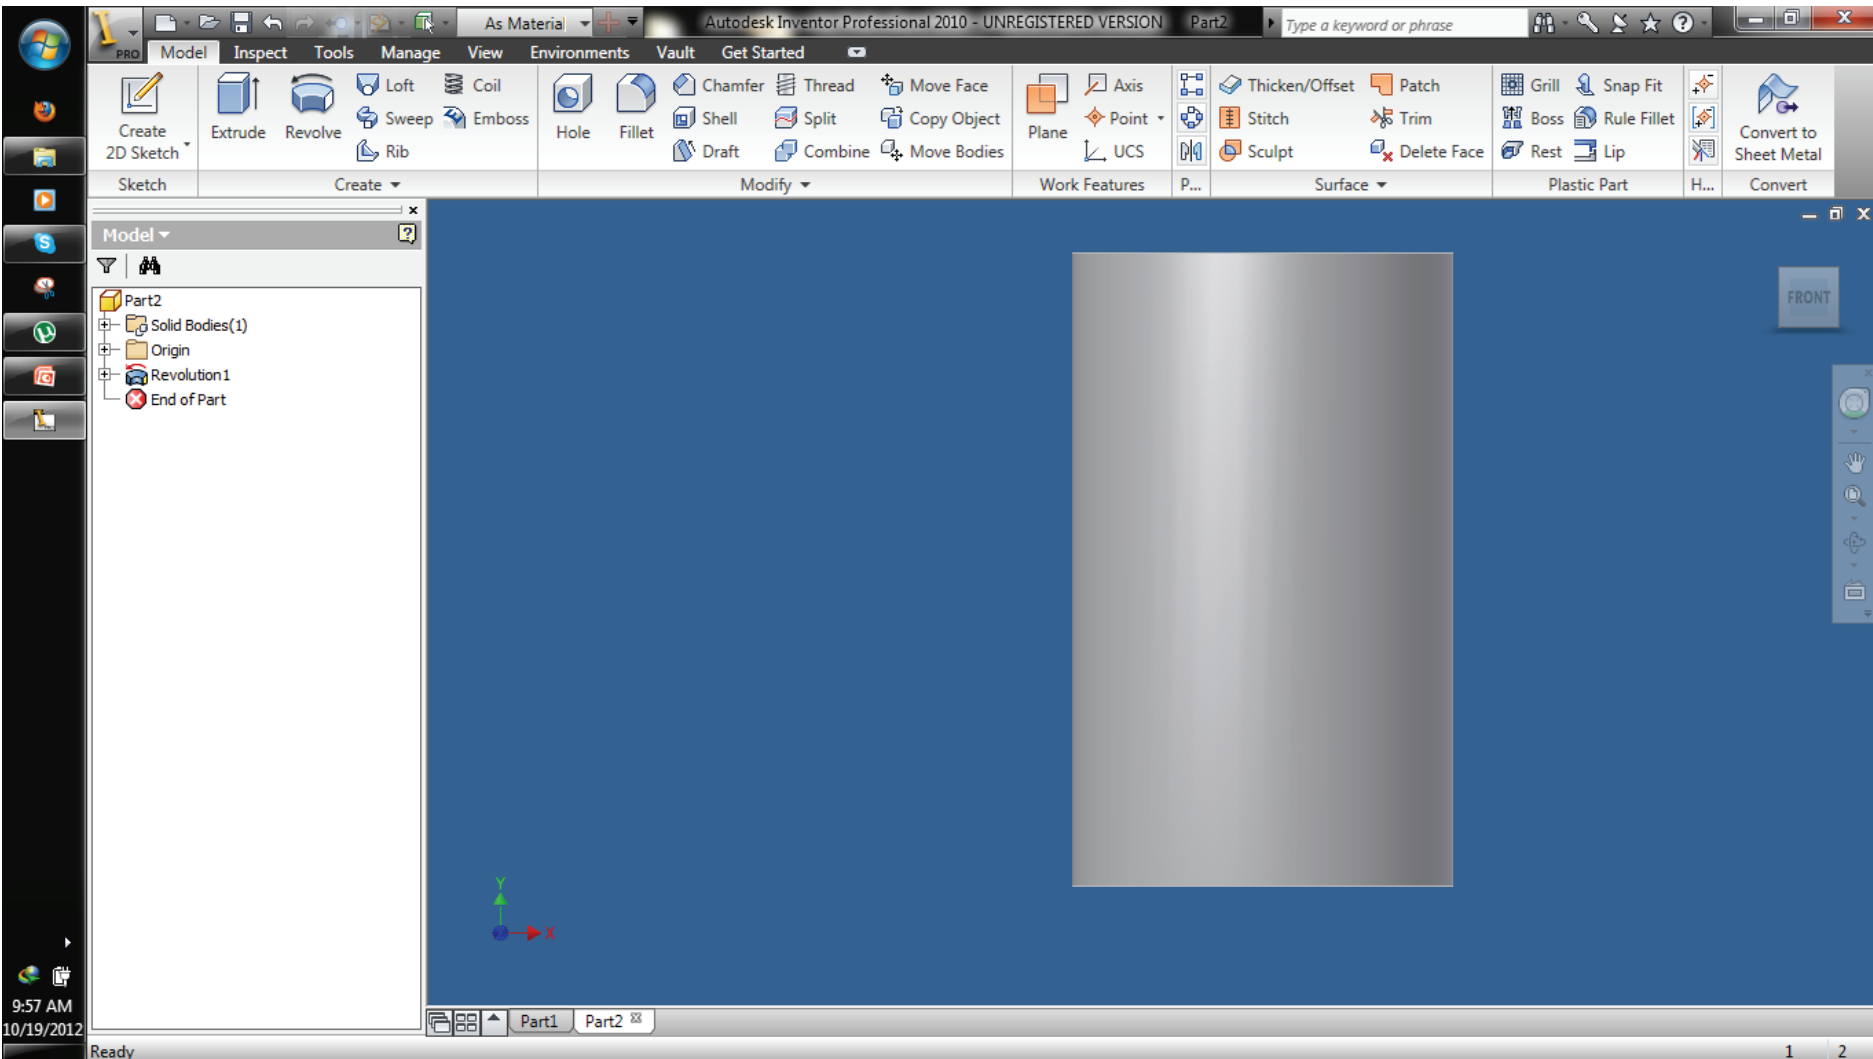 As Material
Autodesk Inventor Professional 2010 - UNREGISTERED VERSION Part2
Type a keyword or phrase
PRO Model Inspect Tools Manage View Environments Vault Get Started
Create 2D Sketch
Extrude
Revolve
Loft
Coil
Sweep
Emboss
Rib
Hole
Fillet
Chamfer
Thread
Move Face
Shell
Split
Copy Object
Draft
Combine
Move Bodies
Plane
Axis
Point
UCS
Thicken/Offset
Patch
Stitch
Trim
Sculpt
Delete Face
Grill
Snap Fit
Boss
Rule Fillet
Rest
Lip
Convert to
Sheet Metal
Sketch
Create
Modify
Work Features
P...
Surface
Plastic Part
H...
Convert
Model
Part2
Solid Bodies(1)
Origin
Revolution1
End of Part
FRONT
Y
X
9:57 AM
10/19/2012
Part1 Part2
Ready
1 2